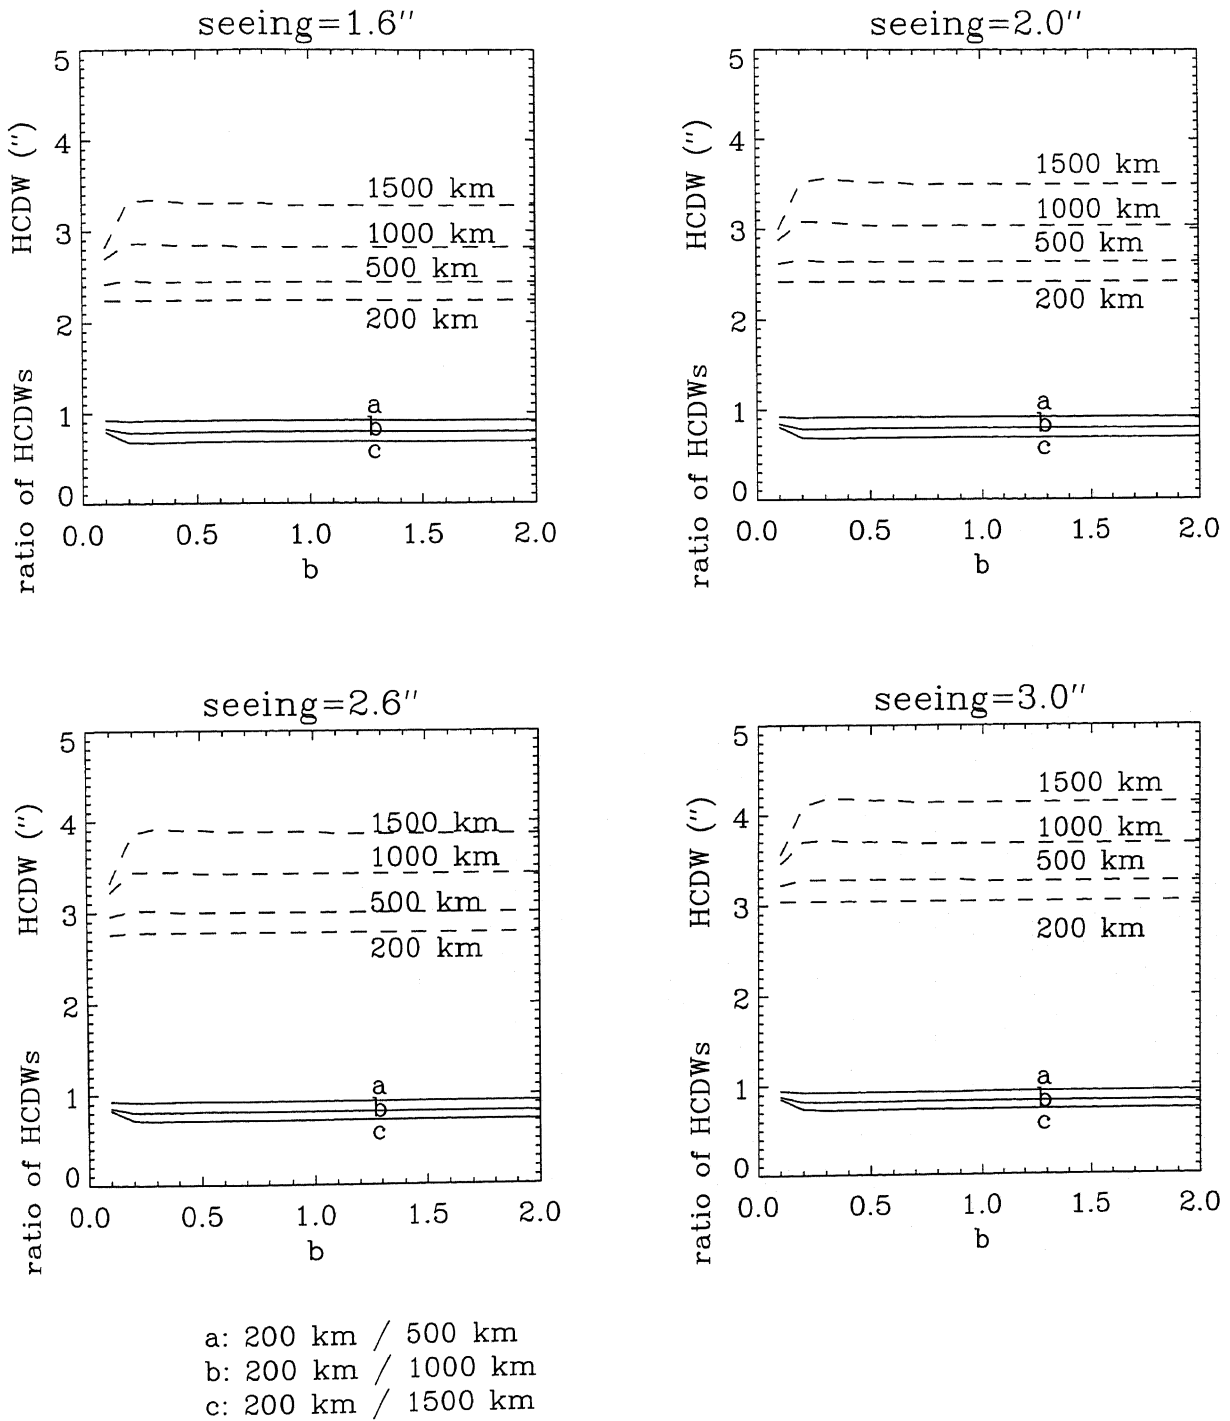 seeing=1.6"
HCDW (")
ratio of HCDWs
5
4
3
2
1
0
1500 km
1000 km
500 km
200 km
a
b
c
0.0 0.5 1.0 1.5 2.0
b
seeing=2.0"
HCDW (")
ratio of HCDWs
5
4
3
2
1
0
1500 km
1000 km
500 km
200 km
a
b
c
0.0 0.5 1.0 1.5 2.0
b
seeing=2.6"
HCDW (")
ratio of HCDWs
5
4
3
2
1
0
1500 km
1000 km
500 km
200 km
a
b
c
0.0 0.5 1.0 1.5 2.0
b
seeing=3.0"
HCDW (")
ratio of HCDWs
5
4
3
2
1
0
1500 km
1000 km
500 km
200 km
a
b
c
0.0 0.5 1.0 1.5 2.0
b
a: 200 km / 500 km
b: 200 km / 1000 km
c: 200 km / 1500 km